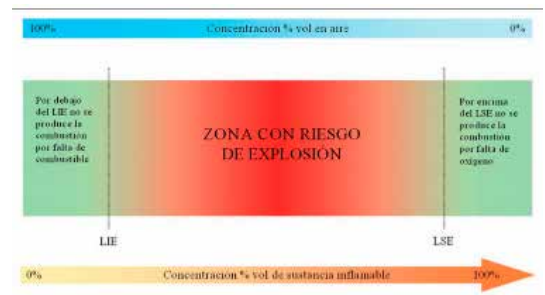 100%
Concentración % vol en aire
0%
Por debajo
del LIE no se
produce la
combustión
por falta de
combustible
ZONA CON RIESGO
DE EXPLOSIÓN
Por encima
del LSE no se
produce la
combustión
por falta de
oxígeno
LIE
LSE
0%
Concentración % vol de sustancia inflamable
100%